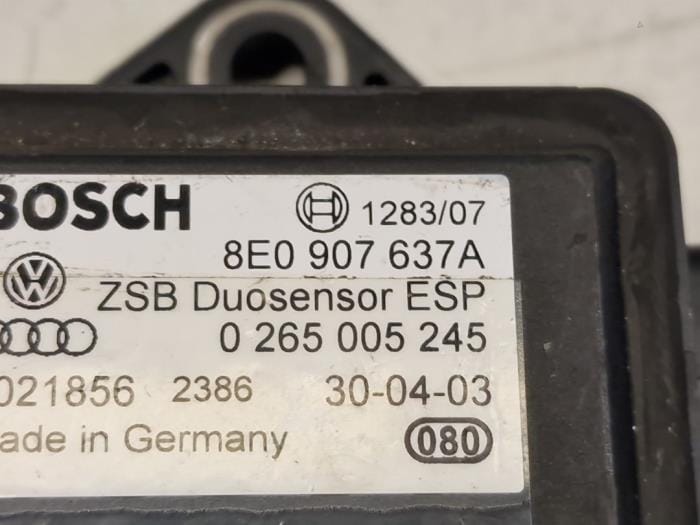 BOSCH 1283/07
8E0 907 637A
ZSB Duosensor ESP
0 265 005 245
021856 2386 30-04-03
ade in Germany 080